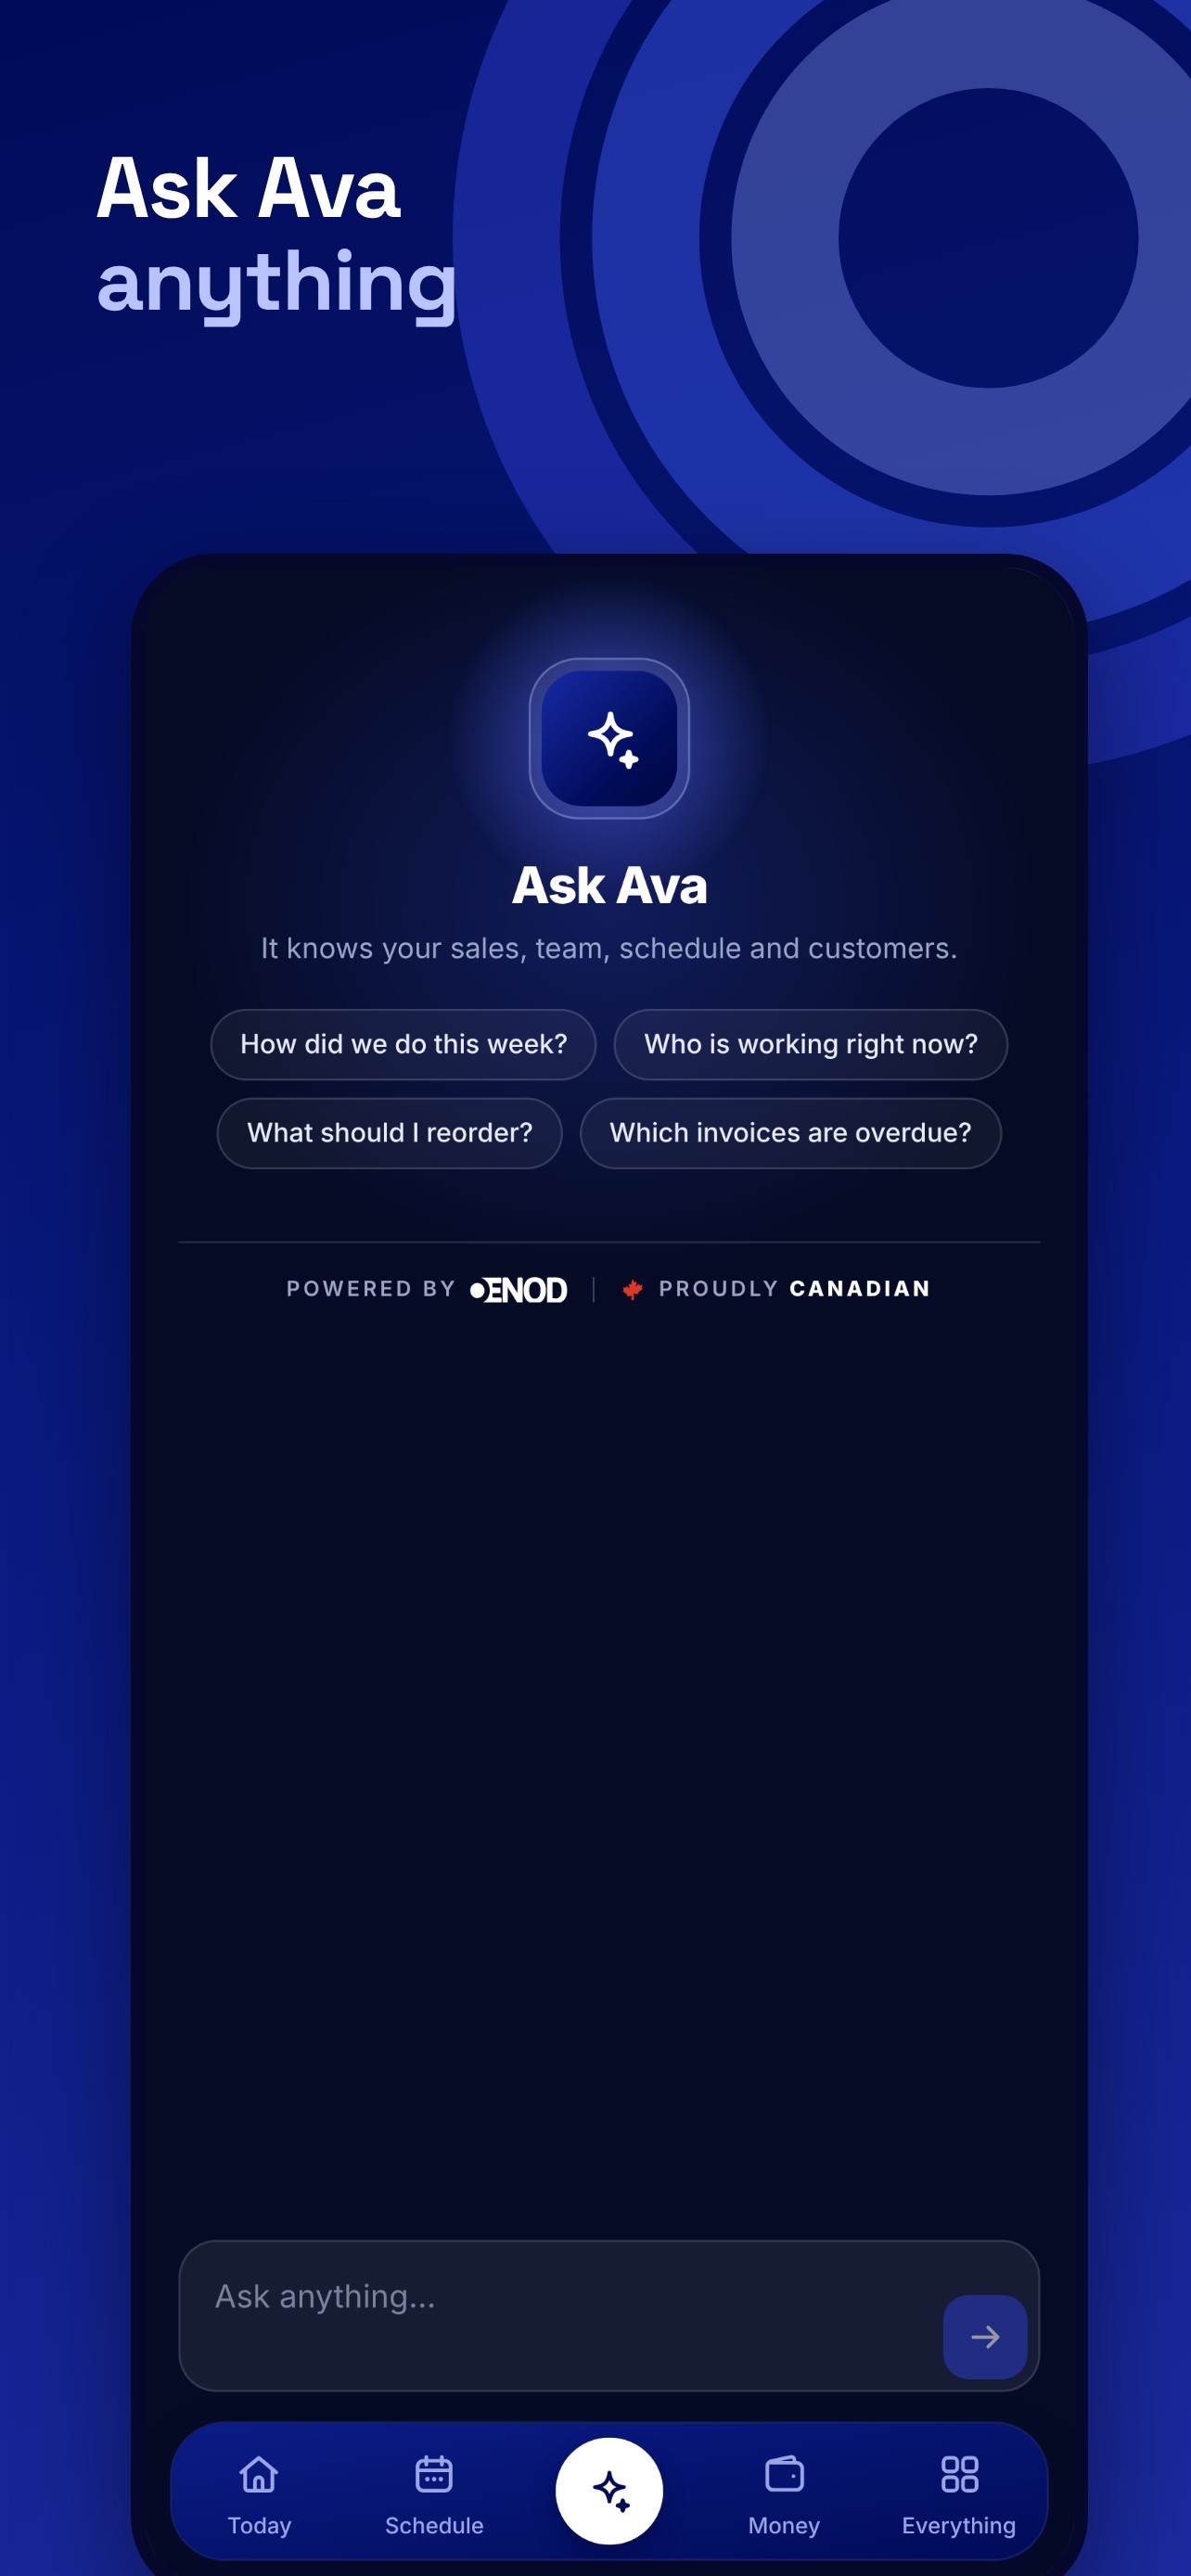 Ask Ava
anything
Ask Ava
It knows your sales, team, schedule and customers.
How did we do this week? Who is working right now?
What should I reorder? Which invoices are overdue?
POWERED BY ENOD | PROUDLY CANADIAN
Ask anything...
Today Schedule Money Everything